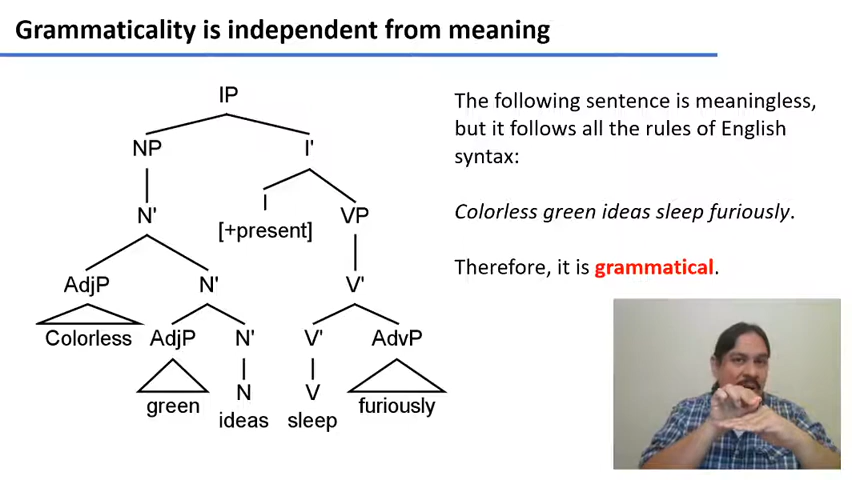 Grammaticality is independent from meaning
IP
NP I'
I
N' [+present] VP
AdjP N' V'
Colorless AdjP N' V' AdvP
N V
green ideas sleep furiously
The following sentence is meaningless,
but it follows all the rules of English
syntax:
Colorless green ideas sleep furiously.
Therefore, it is grammatical.